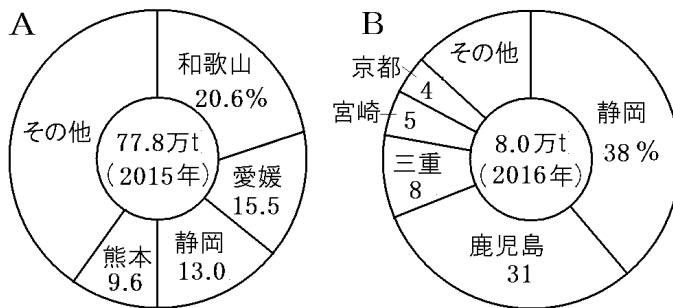 A
和歌山
20.6%
愛媛
15.5
静岡
13.0
熊本
9.6
その他
77.8万t
(2015年)
B
静岡
38%
鹿児島
31
三重
8
宮崎
5
京都
4
その他
8.0万t
(2016年)